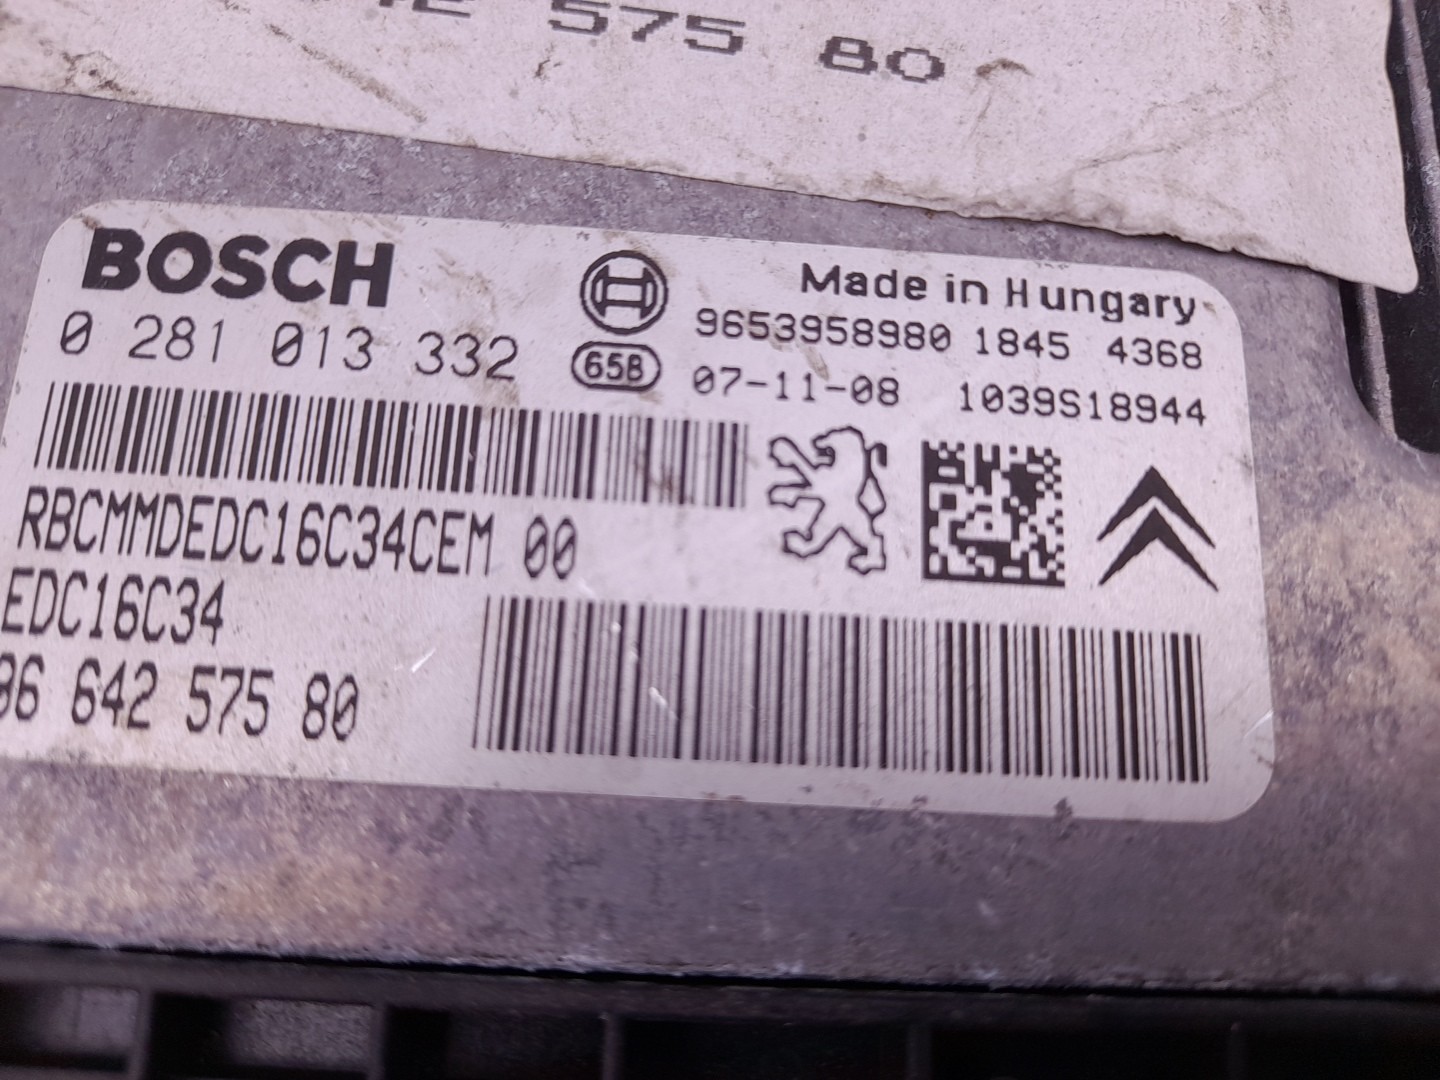 575 80
BOSCH
Made in Hungary
0 281 013 332
9653958980 1845 4368
65B
07-11-08 1039S18944
RBCMMDEDC16C34CEM 00
EDC16C34
96 642 575 80